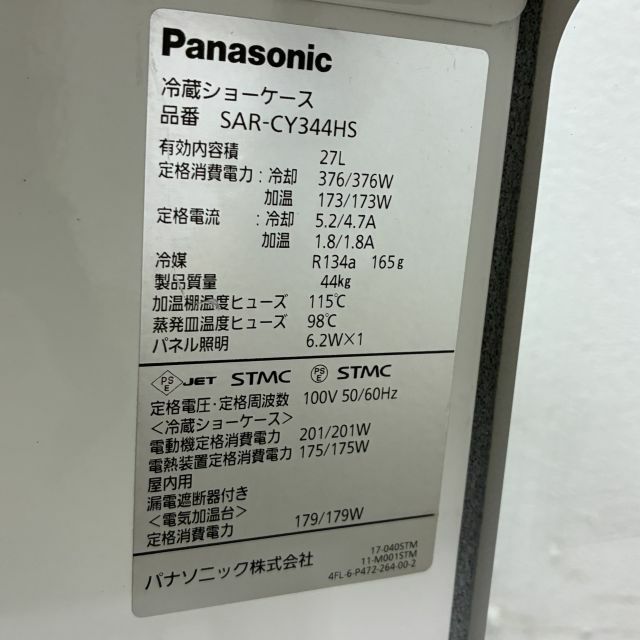 Panasonic
冷蔵ショーケース
品番 SAR-CY344HS
有効内容積 27L
定格消費電力：冷却 376/376W
加温 173/173W
定格電流：冷却 5.2/4.7A
加温 1.8/1.8A
冷媒 R134a 165g
製品質量 44kg
加温棚温度ヒューズ 115℃
蒸発皿温度ヒューズ 98℃
パネル照明 6.2W×1
PSE JET STMC PSE STMC
定格電圧・定格周波数 100V 50/60Hz
<冷蔵ショーケース>
電動機定格消費電力 201/201W
電熱装置定格消費電力 175/175W
屋内用
漏電遮断器付き
<電気加温台>
定格消費電力 179/179W
パナソニック株式会社
17-040STM
11-M001STM
4FL-6-P472-264-00-2